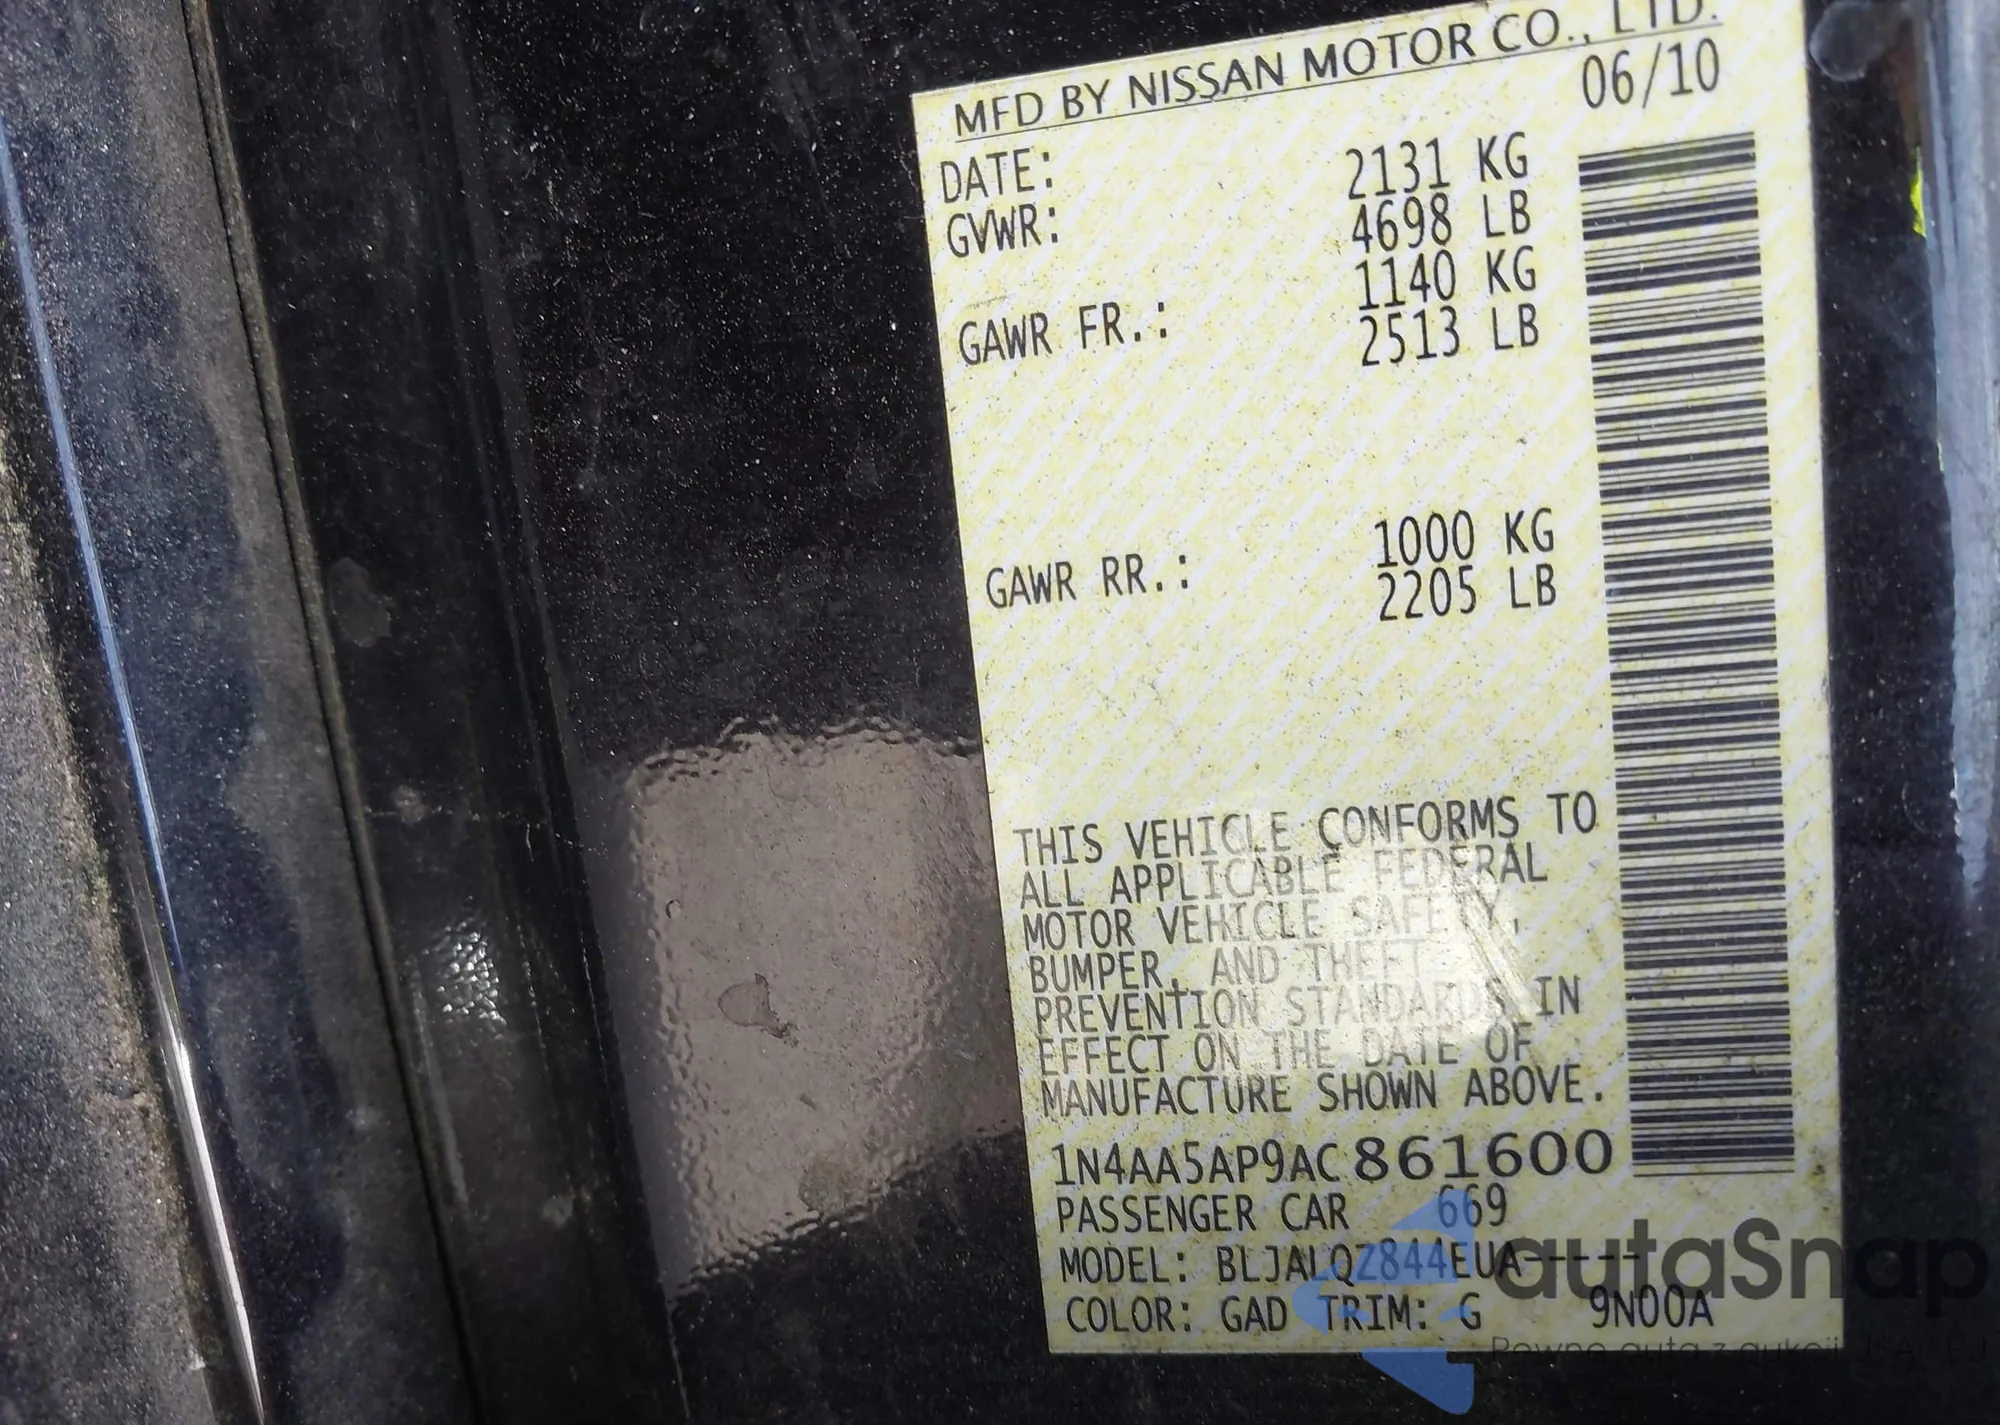 MFD BY NISSAN MOTOR CO., LTD.
DATE: 06/10
GVWR: 2131 KG
4698 LB
GAWR FR.: 1140 KG
2513 LB
GAWR RR.: 1000 KG
2205 LB
THIS VEHICLE CONFORMS TO
ALL APPLICABLE FEDERAL
MOTOR VEHICLE SAFETY,
BUMPER, AND THEFT
PREVENTION STANDARDS IN
EFFECT ON THE DATE OF
MANUFACTURE SHOWN ABOVE.
1N4AA5AP9AC861600
PASSENGER CAR 669
MODEL: BLJALQZ844EUA-----
COLOR: GAD TRIM: G 9N00A
autaSnap
Pewne auta z aukcji